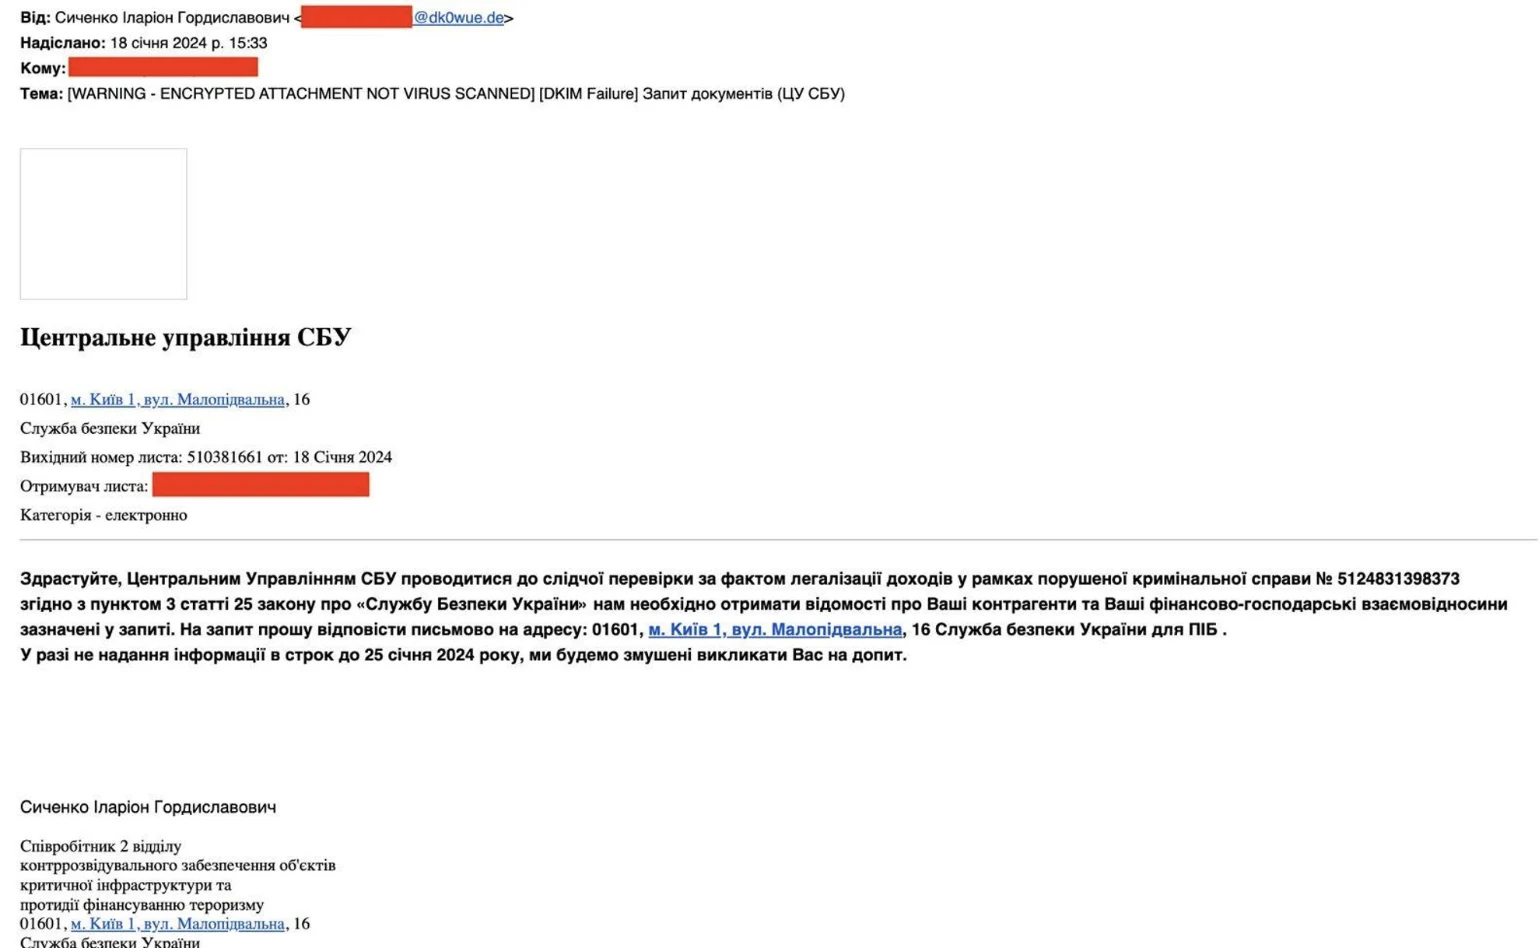 Від: Сиченко Іларіон Гордиславович < @dk0wue.de>
Надіслано: 18 січня 2024 р. 15:33
Кому:
Тема: [WARNING - ENCRYPTED ATTACHMENT NOT VIRUS SCANNED] [DKIM Failure] Запит документів (ЦУ СБУ)
Центральне управління СБУ
01601, м. Київ 1, вул. Малопідвальна, 16
Служба безпеки України
Вихідний номер листа: 510381661 от: 18 Січня 2024
Отримувач листа:
Категорія - електронно
Здрастуйте, Центральним Управлінням СБУ проводитися до слідчої перевірки за фактом легалізації доходів у рамках порушеної кримінальної справи № 5124831398373
згідно з пунктом 3 статті 25 закону про «Службу Безпеки України» нам необхідно отримати відомості про Ваші контрагенти та Ваші фінансово-господарські взаємовідносини
зазначені у запиті. На запит прошу відповісти письмово на адресу: 01601, м. Київ 1, вул. Малопідвальна, 16 Служба безпеки України для ПІБ .
У разі не надання інформації в строк до 25 січня 2024 року, ми будемо змушені викликати Вас на допит.
Сиченко Іларіон Гордиславович
Співробітник 2 відділу
контррозвідувального забезпечення об'єктів
критичної інфраструктури та
протидії фінансуванню тероризму
01601, м. Київ 1, вул. Малопідвальна, 16
Служба безпеки України